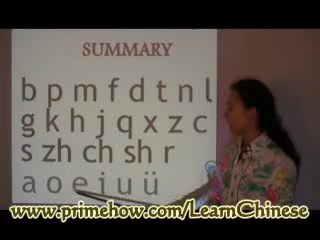 SUMMARY
b p m f d t n l
g k h j q x z c
s zh ch sh r
a o e i u ü
www.primehow.com/LearnChinese